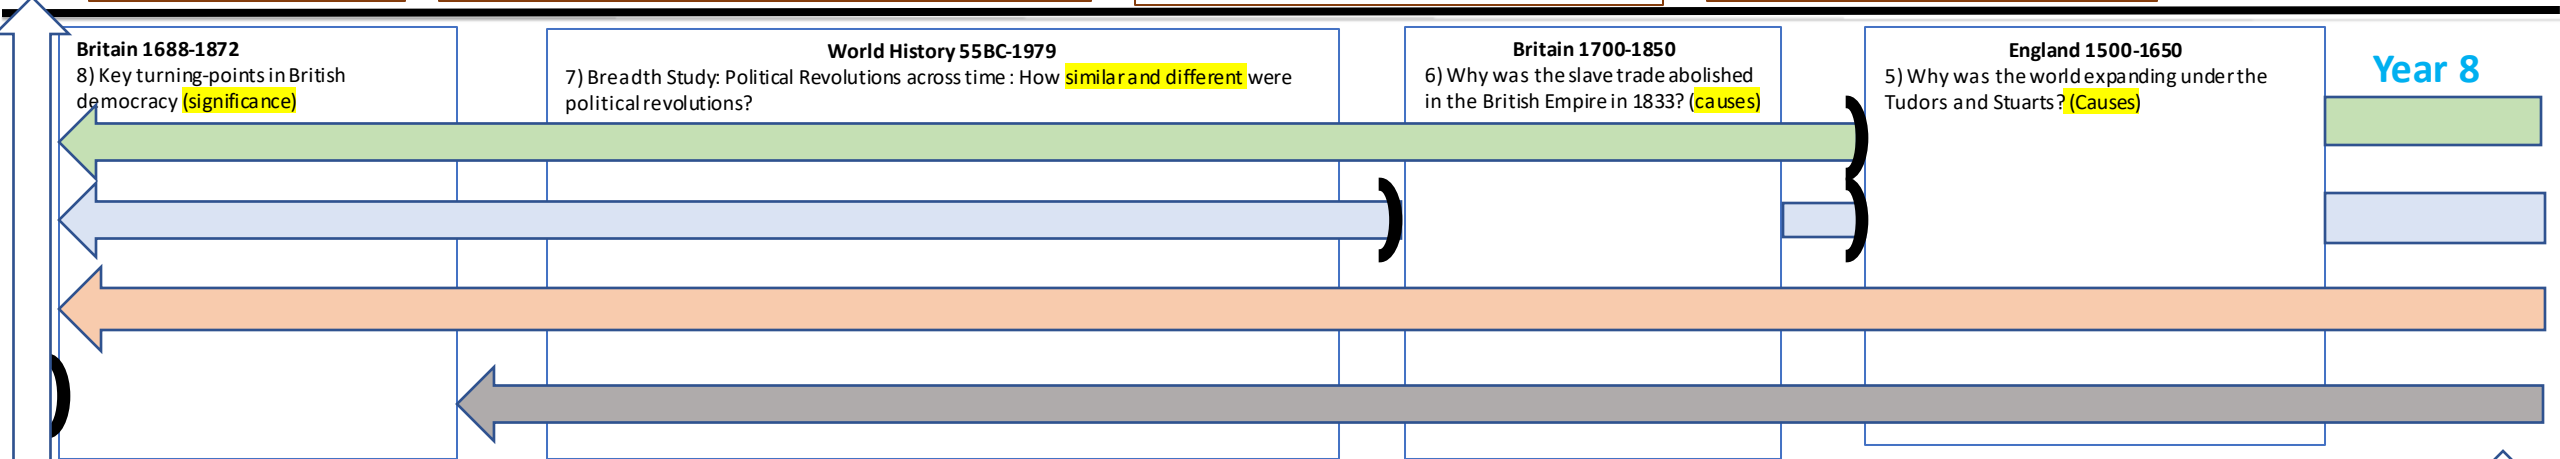 Britain 1688-1872
8) Key turning-points in British
democracy (significance)
World History 55BC-1979
7) Breadth Study: Political Revolutions across time : How similar and different were
political revolutions?
Britain 1700-1850
6) Why was the slave trade abolished
in the British Empire in 1833? (causes)
England 1500-1650
5) Why was the world expanding under the
Tudors and Stuarts? (Causes)
Year 8